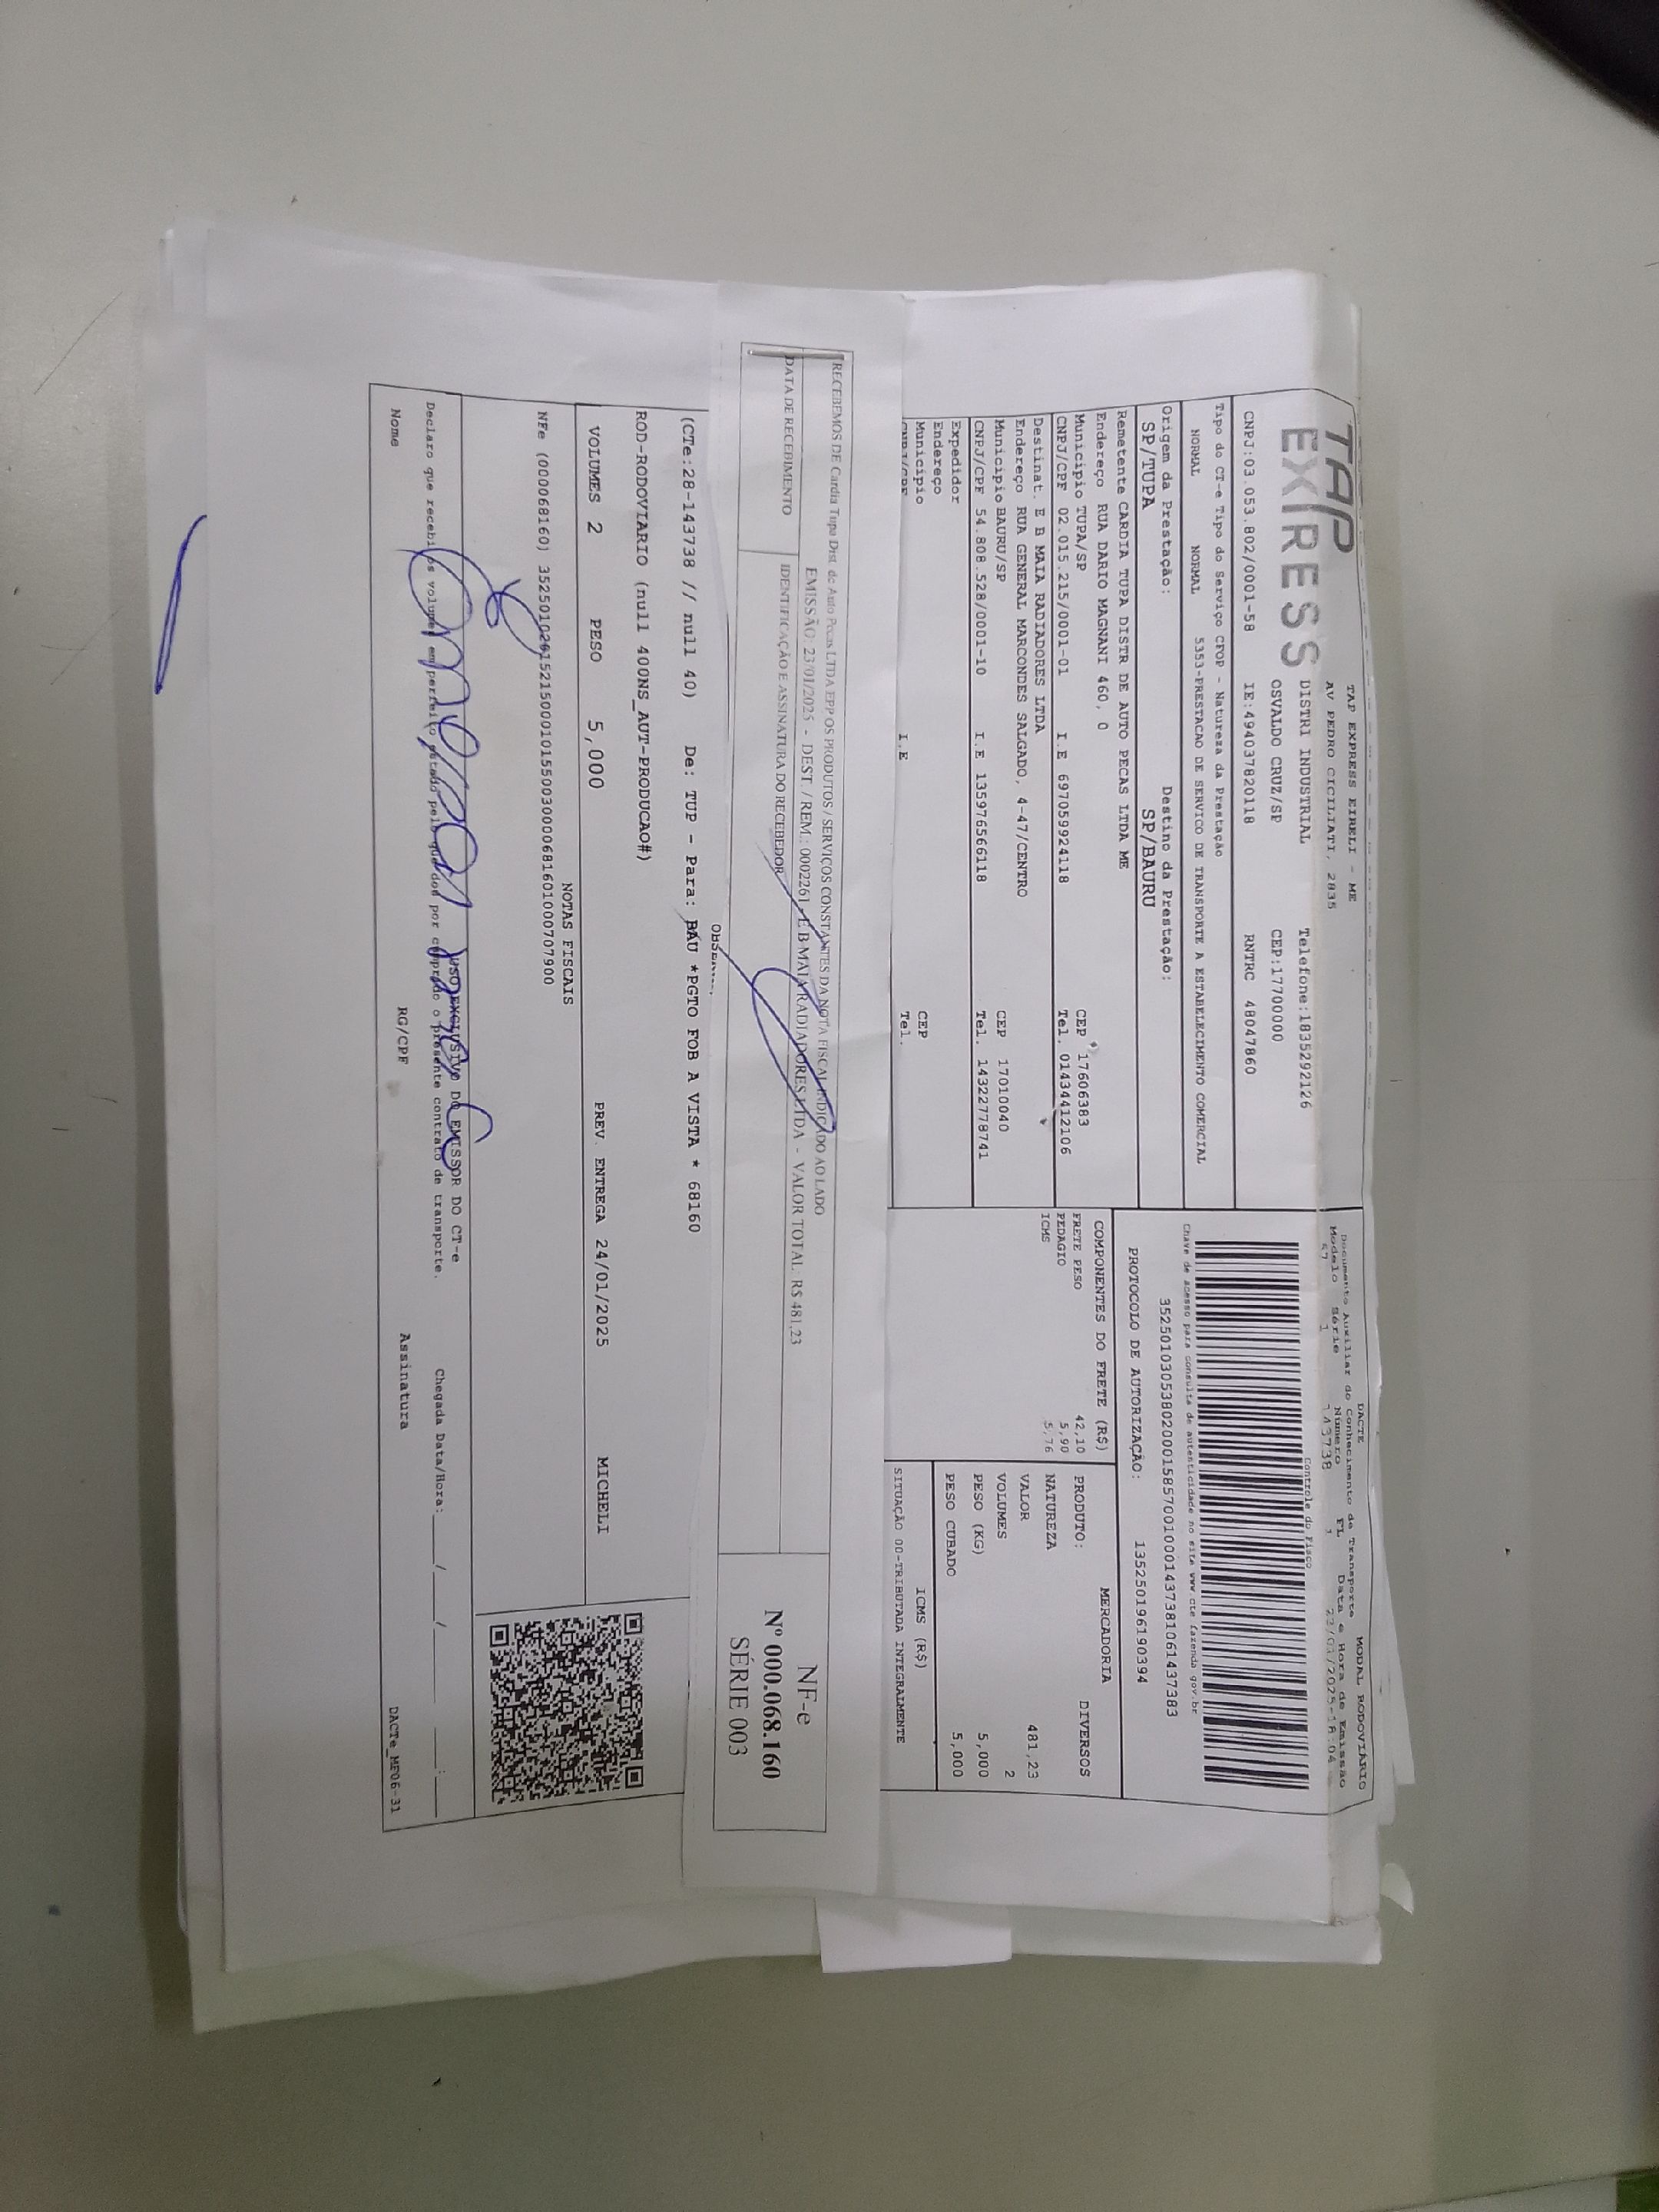 TAP EXPRESS EIRELI - ME
AV PEDRO CICILIATI, 2835
TAP
EXPRESS
DISTRI INDUSTRIAL Telefone:1835292126
OSVALDO CRUZ/SP CEP:17700000
CNPJ:03.053.802/0001-58 IE:494037820118 RNTRC 48047860
Tipo do CT-e Tipo do Serviço CFOP - Natureza da Prestação
NORMAL NORMAL 5353-PRESTACAO DE SERVICO DE TRANSPORTE A ESTABELECIMENTO COMERCIAL
Origem da Prestação: Destino da Prestação:
SP/TUPA SP/BAURU
Remetente CARDIA TUPA DISTR DE AUTO PECAS LTDA ME
Endereço RUA DARIO MAGNANI 460, 0
Município TUPA/SP CEP 17606383
CNPJ/CPF 02.015.215/0001-01 I.E 697059924118 Tel. 01434412106
Destinat. E B MAIA RADIADORES LTDA
Endereço RUA GENERAL MARCONDES SALGADO, 4-47/CENTRO
Município BAURU/SP CEP 17010040
CNPJ/CPF 54.808.528/0001-10 I.E 135976566118 Tel. 14322778741
Expedidor
Endereço
Município CEP
CNPJ/CPF I.E Tel.
DACTE MODAL RODOVIÁRIO
Documento Auxiliar do Conhecimento de Transporte
Modelo Série Número FL Data e Hora de Emissão
57 1 143738 1
Controle do Fisco
Chave de acesso para consulta de autenticidade no site www.cte.fazenda.gov.br
PROTOCOLO DE AUTORIZAÇÃO: 135250196190394
COMPONENTES DO FRETE (R$)
FRETE PESO 42,10
PEDAGIO 5,90
ICMS 5,76
MERCADORIA
PRODUTO: DIVERSOS
NATUREZA
VALOR 481,23
VOLUMES 2
PESO (KG) 5,000
PESO CUBADO 5,000
ICMS (R$)
SITUAÇÃO 00-TRIBUTADA INTEGRALMENTE
RECEBEMOS DE Cardia Tupa Dist. de Auto Pecas LTDA EPP OS PRODUTOS / SERVIÇOS CONSTANTES DA NOTA FISCAL INDICADO AO LADO
EMISSÃO: 23/01/2025 - DEST. / REM.: 0002261 - E B MAIA RADIADORES LTDA - VALOR TOTAL: R$ 481,23
DATA DE RECEBIMENTO IDENTIFICAÇÃO E ASSINATURA DO RECEBEDOR
NF-e
Nº 000.068.160
SÉRIE 003
(CTe:28-143738 // null 40) De: TUP - Para: BAU *PGTO FOB A VISTA * 68160
ROD-RODOVIARIO (null 400NS_AUT-PRODUCAO#)
VOLUMES 2 PESO 5,000 PREV. ENTREGA 24/01/2025 MICHELI
NOTAS FISCAIS
NFe (000068160)
USO EXCLUSIVO DO EMISSOR DO CT-e
Declaro que recebi os volumes em perfeito estado pelo que dou por cumprido o presente contrato de transporte. Chegada Data/Hora: ___/___/___ ___:___
Nome RG/CPF Assinatura DACTe_MF06-31